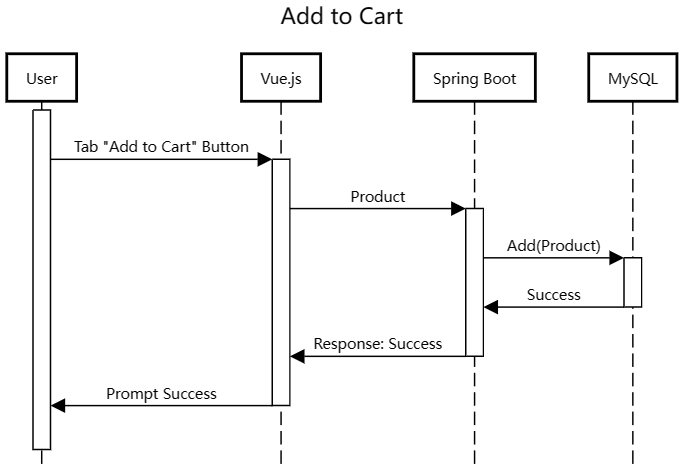 Add to Cart
User
Vue.js
Spring Boot
MySQL
Tab "Add to Cart" Button
Product
Add(Product)
Success
Response: Success
Prompt Success